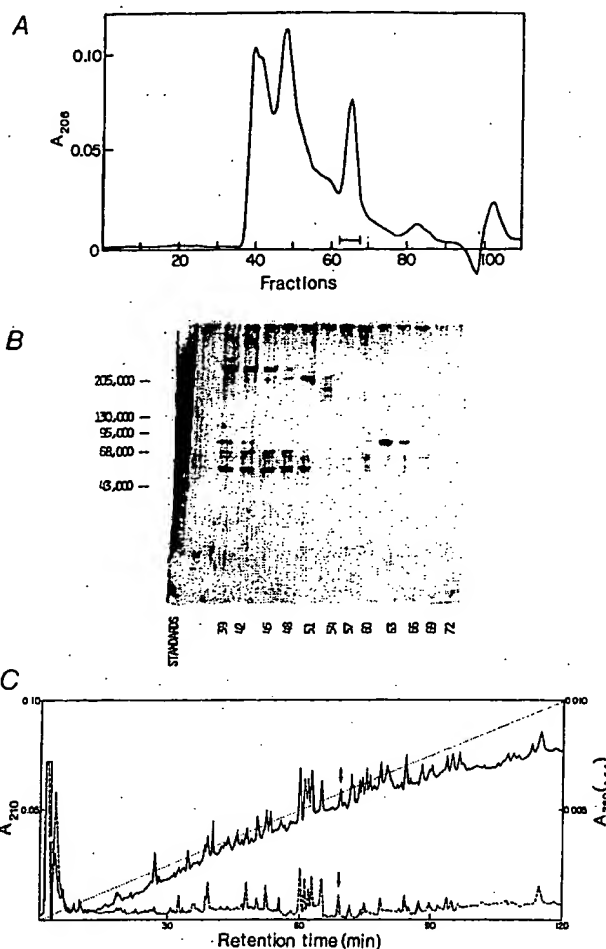 A
0.10
0.05
0
A206
20 40 60 80 100
Fractions
B
205,000 —
130,000 —
95,000 —
68,000 —
43,000 —
STANDARDS 39 42 45 48 51 54 57 60 63 66 69 72
C
0.10
0.05
A210
0.010
0.005
30 60 90 120
Retention time (min)